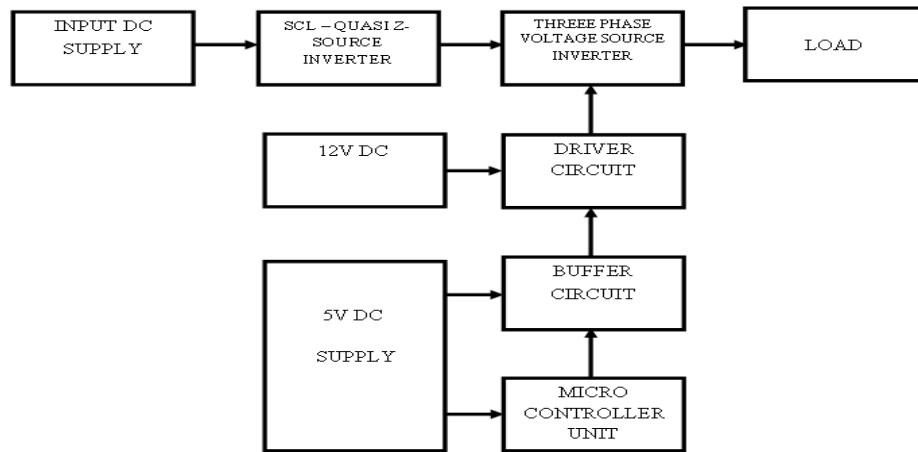 INPUT DC
SUPPLY
SCL – QUASI Z-
SOURCE
INVERTER
THREEE PHASE
VOLTAGE SOURCE
INVERTER
LOAD
12V DC
DRIVER
CIRCUIT
5V DC
SUPPLY
BUFFER
CIRCUIT
MICRO
CONTROLLER
UNIT